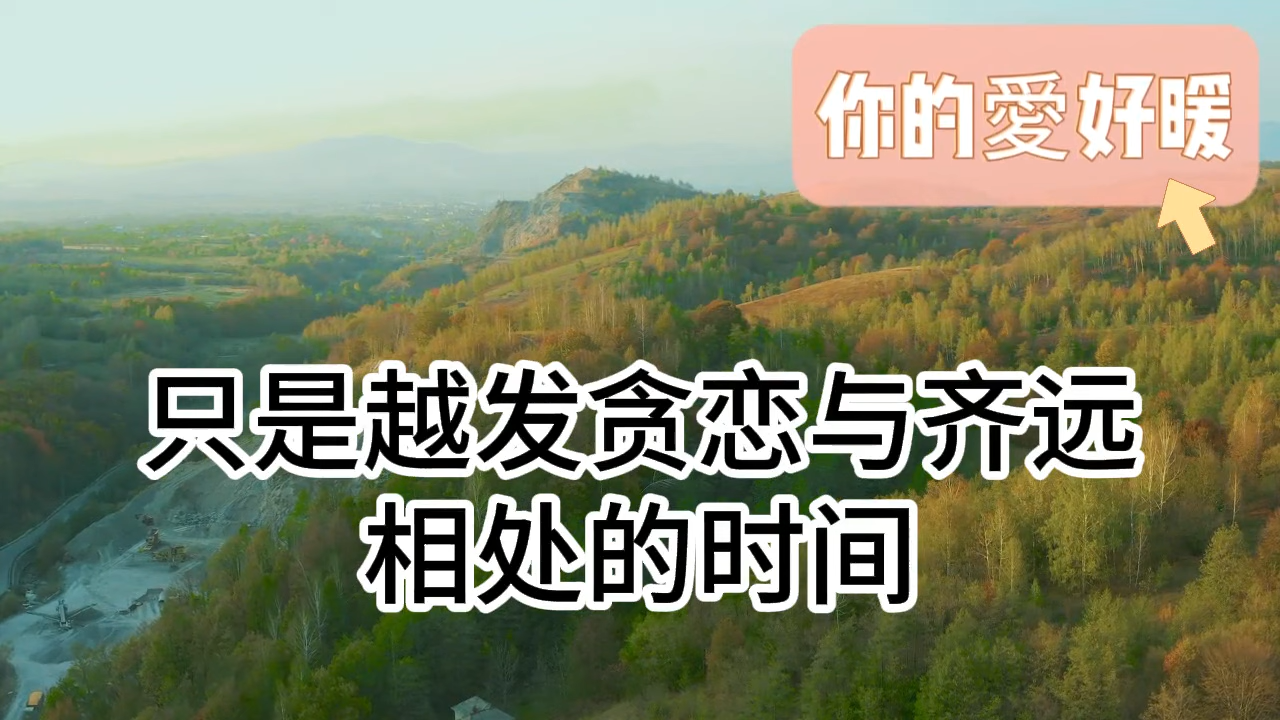 你的愛好暖
只是越发贪恋与齐远
相处的时间